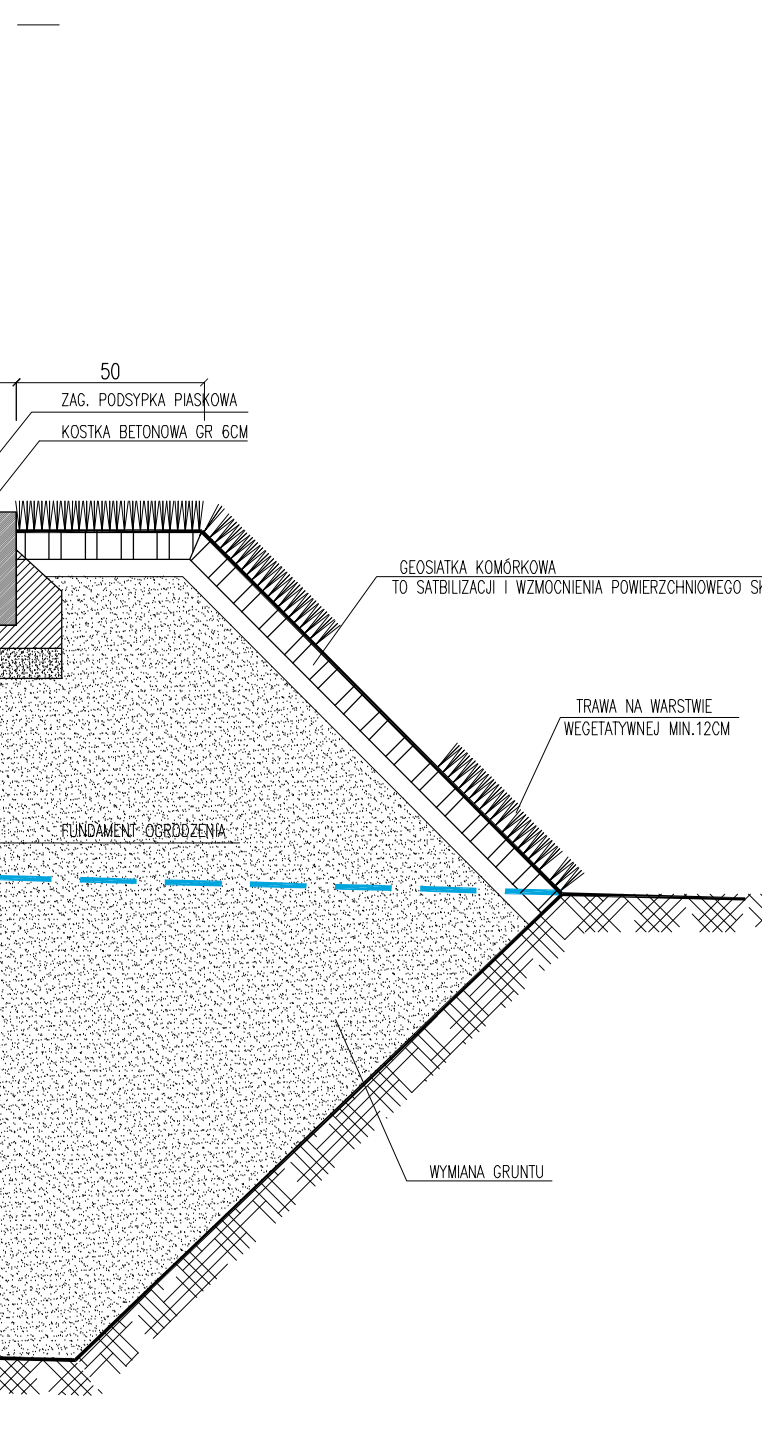 50
ZAG. PODSYPKA PIASKOWA
KOSTKA BETONOWA GR 6CM
GEOSIATKA KOMÓRKOWA
TO SATBILIZACJI I WZMOCNIENIA POWIERZCHNIOWEGO
TRAWA NA WARSTWIE
WEGETATYWNEJ MIN.12CM
FUNDAMENT OGRODZENIA
WYMIANA GRUNTU